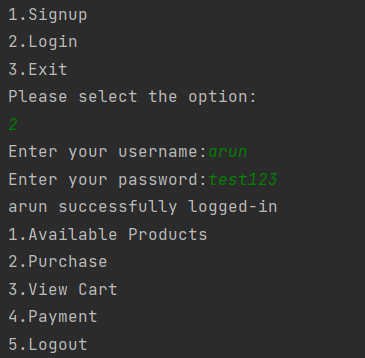 1.Signup
2.Login
3.Exit
Please select the option:
2
Enter your username:arun
Enter your password:test123
arun successfully logged-in
1.Available Products
2.Purchase
3.View Cart
4.Payment
5.Logout